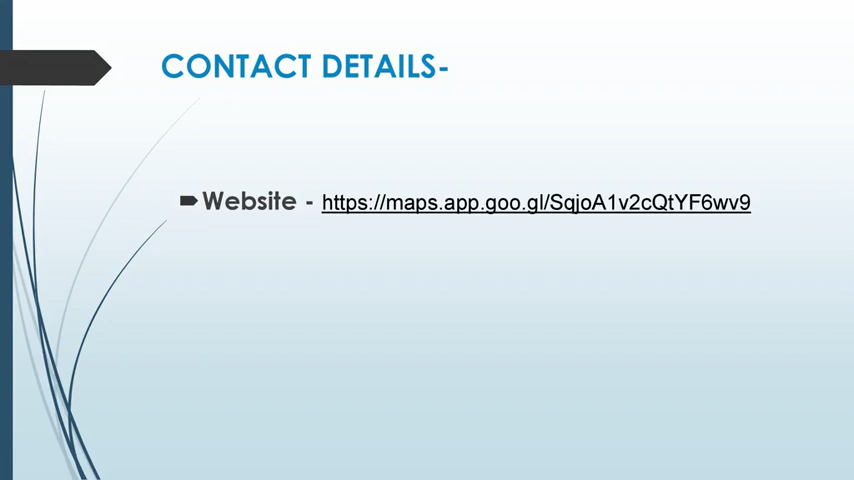 CONTACT DETAILS-
Website - https://maps.app.goo.gl/SqjoA1v2cQtYF6wv9